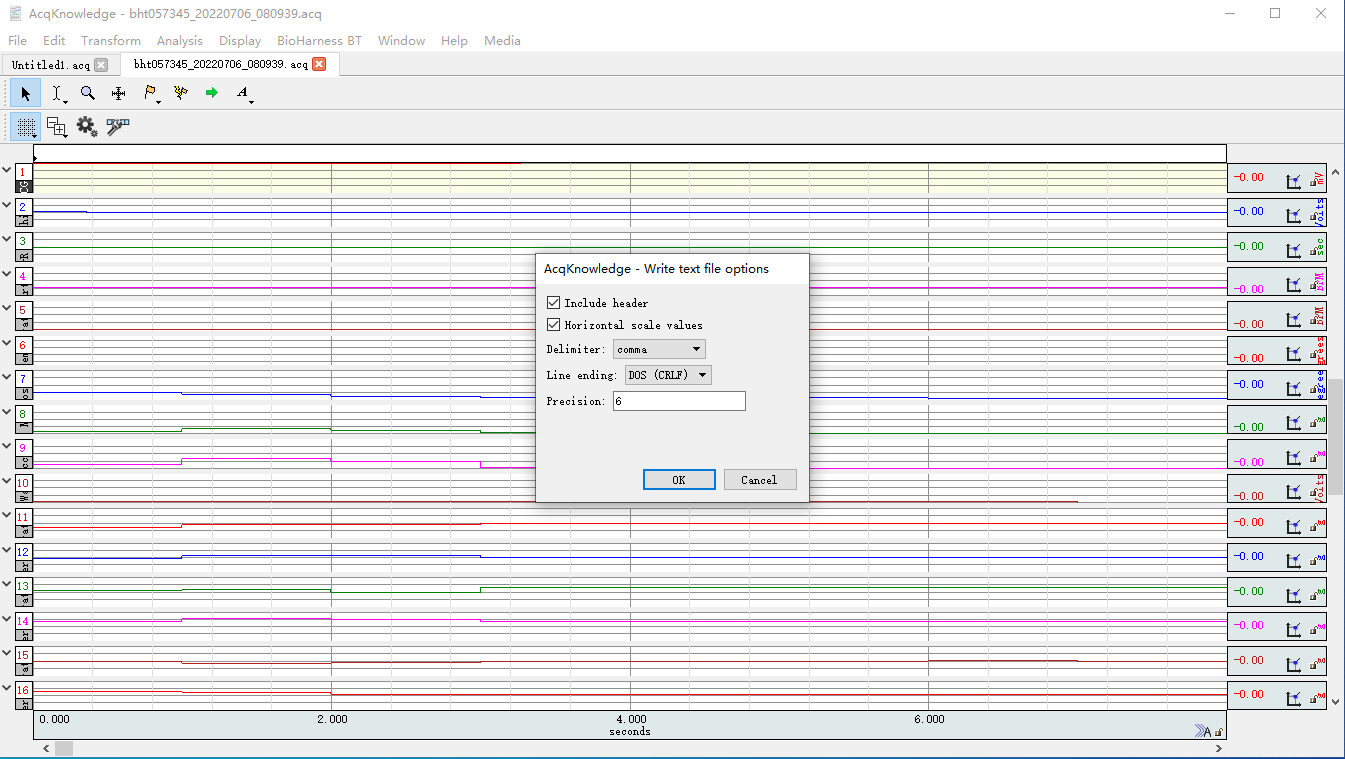 AcqKnowledge - bht057345_20220706_080939.acq
File Edit Transform Analysis Display BioHarness BT Window Help Media
Untitled1.acq bht057345_20220706_080939.acq
A
1 -0.00 mV
2 -0.00 Volts
3 -0.00 sec
4 -0.00 BPM
5 -0.00 BPM
6 -0.00
7 -0.00
8 -0.00
9 -0.00
10 -0.00 Volts
11 -0.00
12 -0.00
13 -0.00
14 -0.00
15 -0.00
16 -0.00
0.000 2.000 4.000 6.000
seconds
A
AcqKnowledge - Write text file options
Include header
Horizontal scale values
Delimiter: comma
Line ending: DOS (CRLF)
Precision: 6
OK Cancel